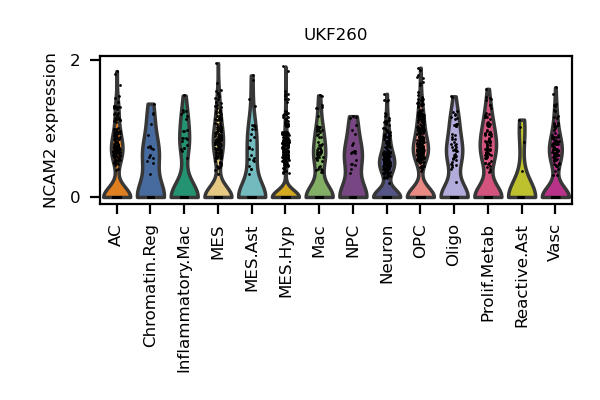 UKF260
NCAM2 expression
2
0
AC
Chromatin.Reg
Inflammatory.Mac
MES
MES.Ast
MES.Hyp
Mac
NPC
Neuron
OPC
Oligo
Prolif.Metab
Reactive.Ast
Vasc